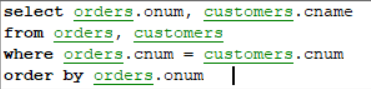 select orders.onum, customers.cname
from orders, customers
where orders.cnum = customers.cnum
order by orders.onum